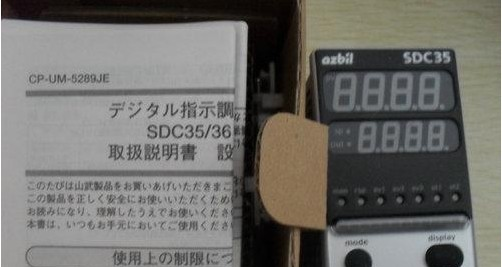 CP-UM-5289JE
デジタル指示調
SDC35/36
取扱説明書 設
このたびは山武製品をお買いあげいただきまこ
この製品を正しく安全にお使いいただくため
お読みになり、理解したうえでお使いくださ
本書は、いつもお手元においてご使用くださ
使用上の制限につ
azbil SDC35
8.8.8.8.
8.8.8.8.
mode display